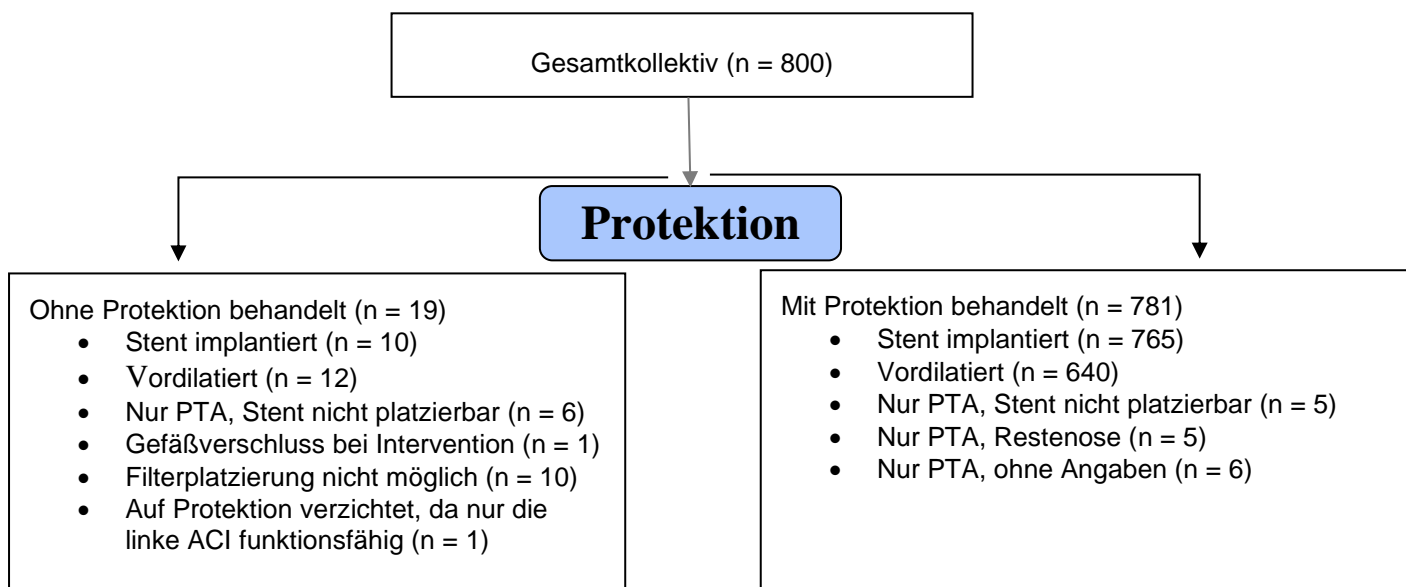 Gesamtkollektiv (n = 800)
Protektion
Ohne Protektion behandelt (n = 19)
• Stent implantiert (n = 10)
• Vordilatiert (n = 12)
• Nur PTA, Stent nicht platzierbar (n = 6)
• Gefäßverschluss bei Intervention (n = 1)
• Filterplatzierung nicht möglich (n = 10)
• Auf Protektion verzichtet, da nur die
linke ACI funktionsfähig (n = 1)
Mit Protektion behandelt (n = 781)
• Stent implantiert (n = 765)
• Vordilatiert (n = 640)
• Nur PTA, Stent nicht platzierbar (n = 5)
• Nur PTA, Restenose (n = 5)
• Nur PTA, ohne Angaben (n = 6)